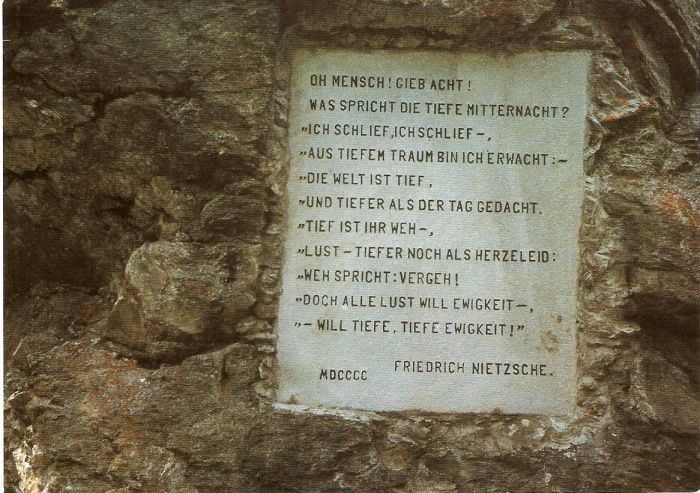 OH MENSCH! GIEB ACHT!
WAS SPRICHT DIE TIEFE MITTERNACHT?
„ICH SCHLIEF, ICH SCHLIEF –,
„AUS TIEFEM TRAUM BIN ICH ERWACHT: –
„DIE WELT IST TIEF,
„UND TIEFER ALS DER TAG GEDACHT.
„TIEF IST IHR WEH –,
„LUST – TIEFER NOCH ALS HERZELEID:
„WEH SPRICHT: VERGEH!
„DOCH ALLE LUST WILL EWIGKEIT –,
„– WILL TIEFE, TIEFE EWIGKEIT!”
FRIEDRICH NIETZSCHE.
MDCCCC